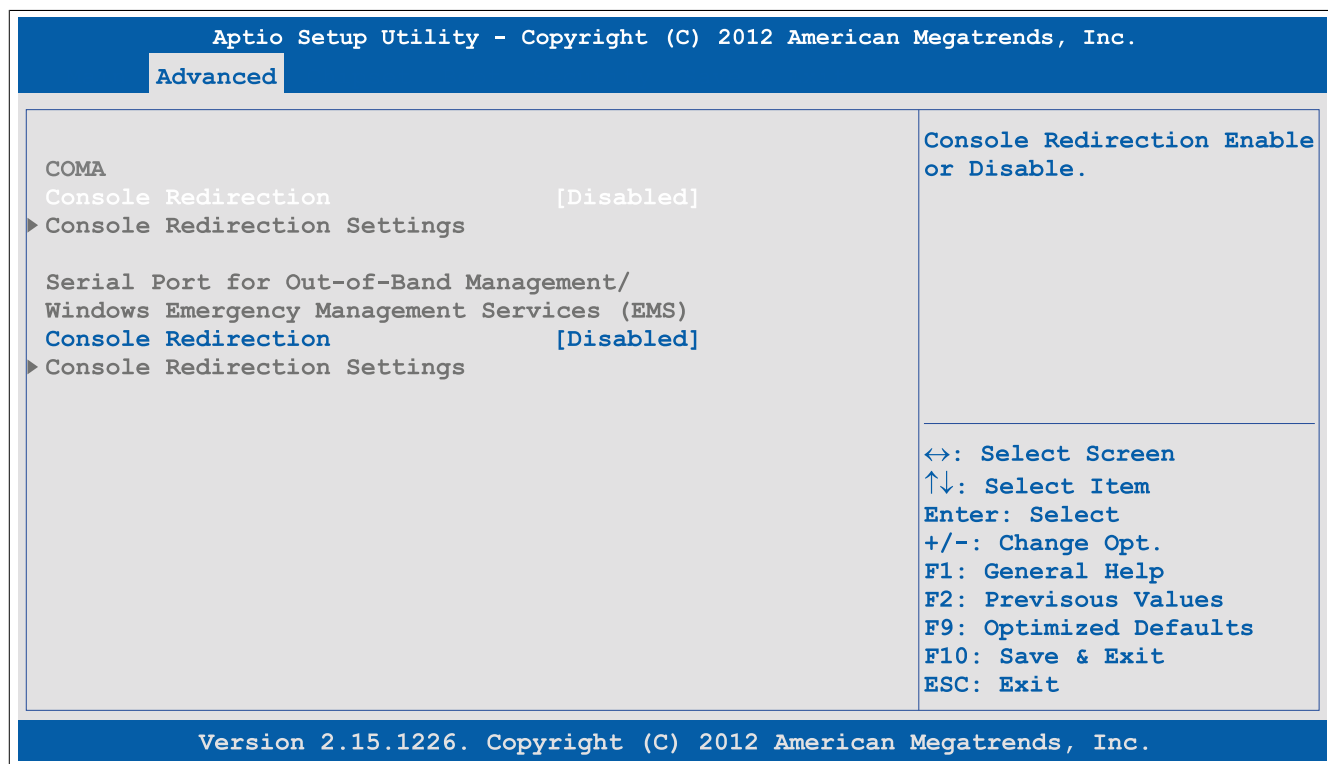 Aptio Setup Utility - Copyright (C) 2012 American Megatrends, Inc.
Advanced
COMA
Console Redirection [Disabled]
▶ Console Redirection Settings
Serial Port for Out-of-Band Management/
Windows Emergency Management Services (EMS)
Console Redirection [Disabled]
▶ Console Redirection Settings
Console Redirection Enable
or Disable.
↔: Select Screen
↑↓: Select Item
Enter: Select
+/-: Change Opt.
F1: General Help
F2: Previsous Values
F9: Optimized Defaults
F10: Save & Exit
ESC: Exit
Version 2.15.1226. Copyright (C) 2012 American Megatrends, Inc.